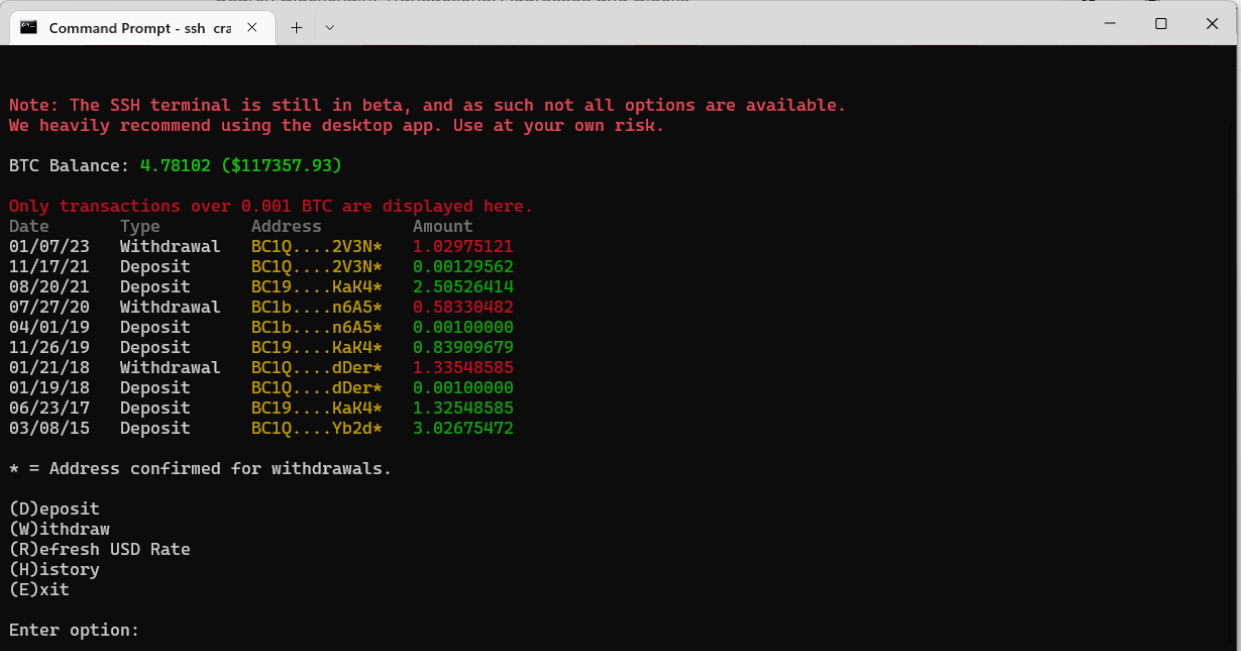 Command Prompt - ssh cra
Note: The SSH terminal is still in beta, and as such not all options are available.
We heavily recommend using the desktop app. Use at your own risk.
BTC Balance: 4.78102 ($117357.93)
Only transactions over 0.001 BTC are displayed here.
Date Type Address Amount
01/07/23 Withdrawal BC1Q....2V3N* 1.02975121
11/17/21 Deposit BC1Q....2V3N* 0.00129562
08/20/21 Deposit BC19....KaK4* 2.50526414
07/27/20 Withdrawal BC1b....n6A5* 0.58330482
04/01/19 Deposit BC1b....n6A5* 0.00100000
11/26/19 Deposit BC19....KaK4* 0.83909679
01/21/18 Withdrawal BC1Q....dDer* 1.33548585
01/19/18 Deposit BC1Q....dDer* 0.00100000
06/23/17 Deposit BC19....KaK4* 1.32548585
03/08/15 Deposit BC1Q....Yb2d* 3.02675472
* = Address confirmed for withdrawals.
(D)eposit
(W)ithdraw
(R)efresh USD Rate
(H)istory
(E)xit
Enter option: